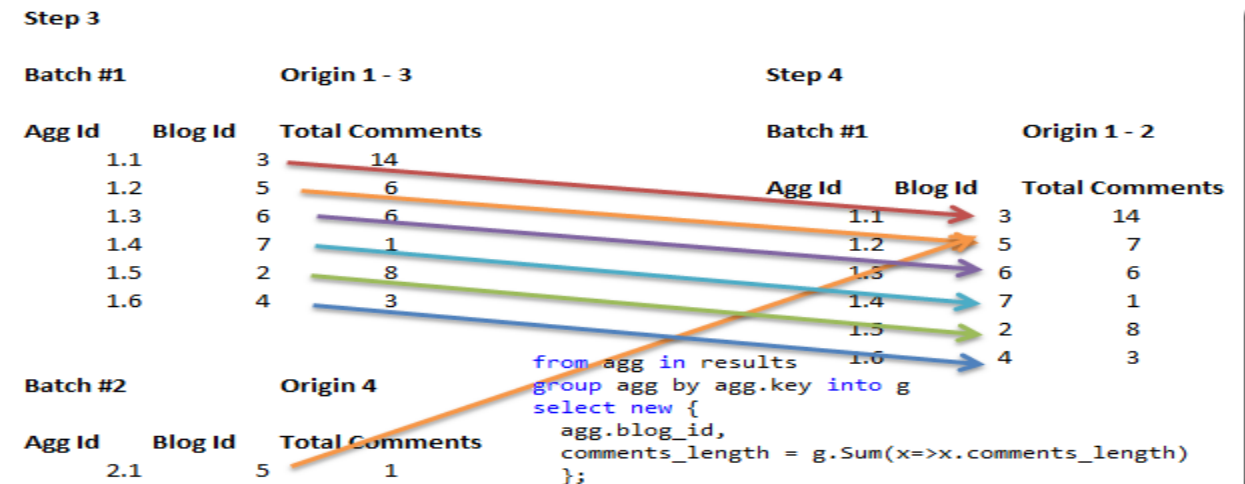 Step 3
Batch #1 Origin 1 - 3
Agg Id Blog Id Total Comments
1.1 3 14
1.2 5 6
1.3 6 6
1.4 7 1
1.5 2 8
1.6 4 3
Batch #2 Origin 4
Agg Id Blog Id Total Comments
2.1 5 1
Step 4
Batch #1 Origin 1 - 2
Agg Id Blog Id Total Comments
1.1 3 14
1.2 5 7
1.3 6 6
1.4 7 1
1.5 2 8
1.6 4 3
from agg in results
group agg by agg.key into g
select new {
agg.blog_id,
comments_length = g.Sum(x=>x.comments_length)
};